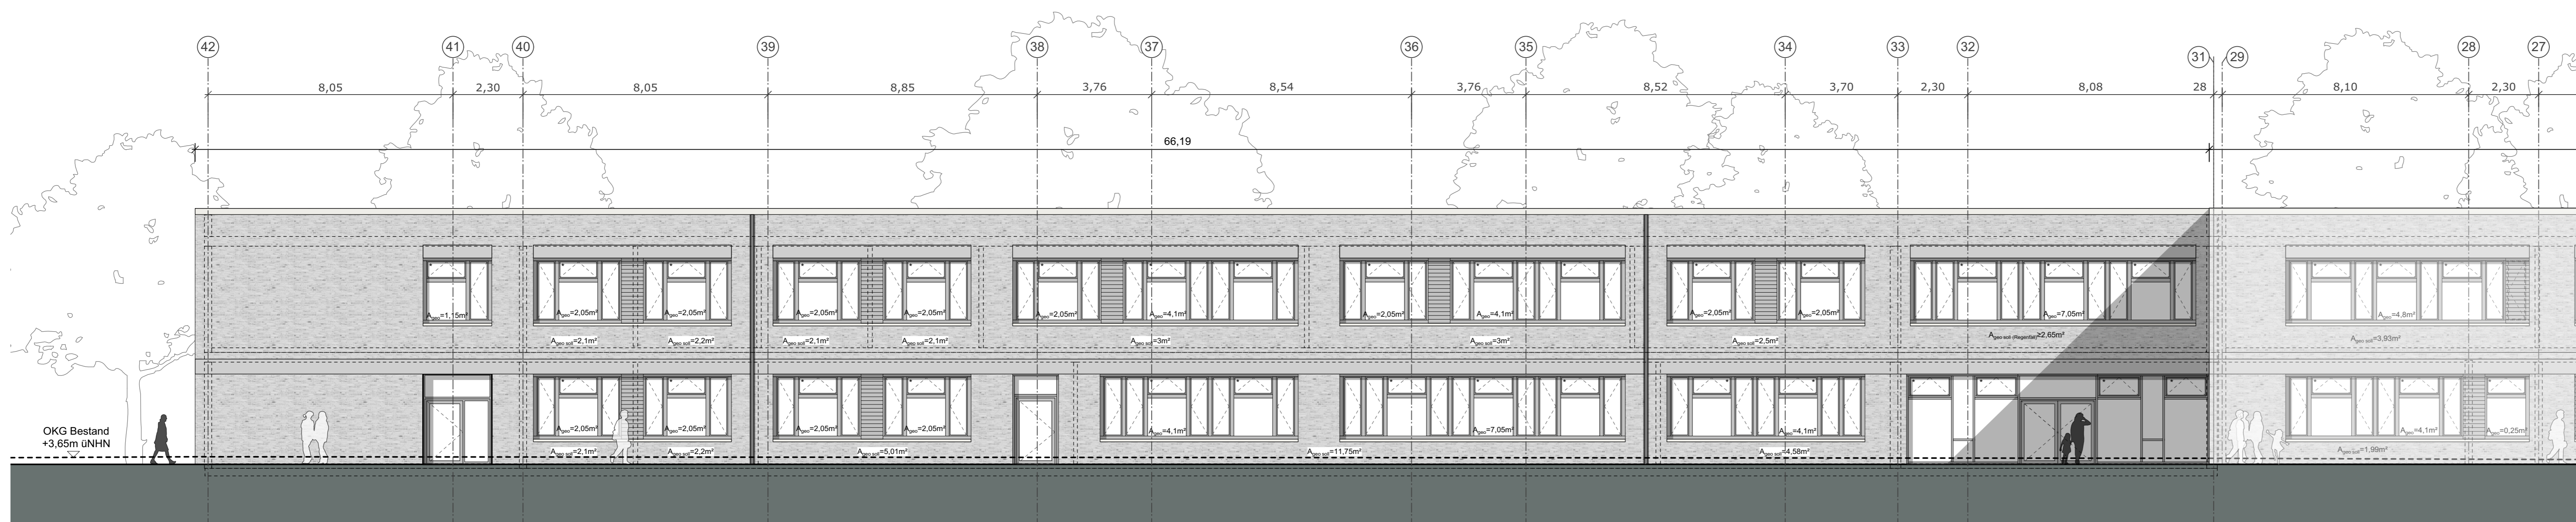 42 41 40 39 38 37 36 35 34 33 32 31 29 28 27
8,05 2,30 8,05 8,85 3,76 8,54 3,76 8,52 3,70 2,30 8,08 28 8,10 2,30
66,19
Ageo=1,15m² Ageo=2,05m² Ageo=2,05m² Ageo=2,05m² Ageo=2,05m² Ageo=2,05m² Ageo=4,1m² Ageo=2,05m² Ageo=4,1m² Ageo=2,05m² Ageo=2,05m² Ageo=7,05m² Ageo=4,8m²
Ageo soll=2,1m² Ageo soll=2,2m² Ageo soll=2,1m² Ageo soll=2,1m² Ageo soll=3m² Ageo soll=3m² Ageo soll=2,5m² Ageo soll (Regenfall)≥2,65m² Ageo soll=3,93m²
Ageo=2,05m² Ageo=2,05m² Ageo=2,05m² Ageo=2,05m² Ageo=4,1m² Ageo=7,05m² Ageo=4,1m² Ageo=4,1m² Ageo=0,25m²
OKG Bestand
+3,65m üNHN
Ageo soll=2,1m² Ageo soll=2,2m² Ageo soll=5,01m² Ageo soll=11,75m² Ageo soll=4,58m² Ageo soll=1,99m²